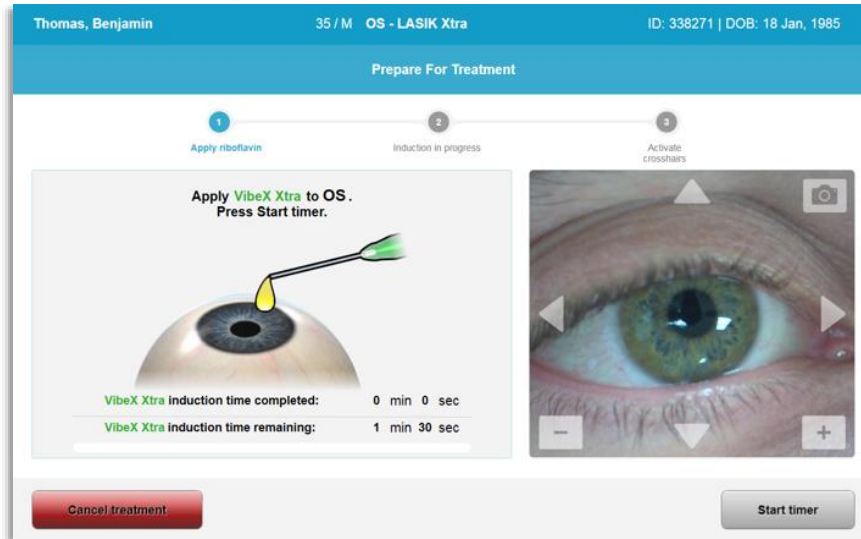 Thomas, Benjamin 35 / M OS - LASIK Xtra ID: 338271 | DOB: 18 Jan, 1985
Prepare For Treatment
1 2 3
Apply riboflavin Induction in progress Activate
crosshairs
Apply VibeX Xtra to OS.
Press Start timer.
VibeX Xtra induction time completed: 0 min 0 sec
VibeX Xtra induction time remaining: 1 min 30 sec
Cancel treatment Start timer